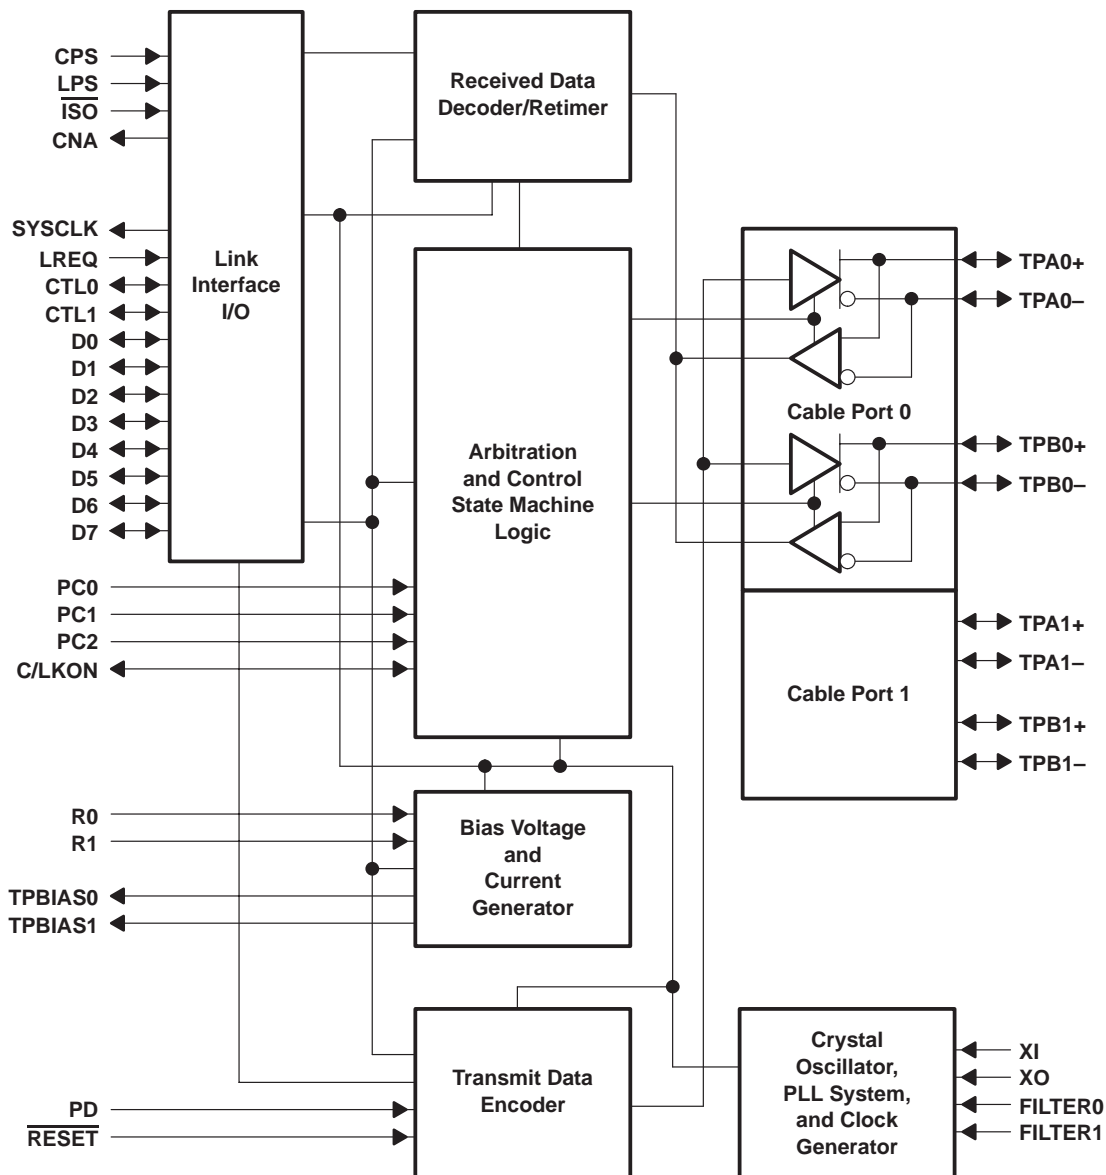 CPS
LPS
ISO
CNA
SYSCLK
LREQ
CTL0
CTL1
D0
D1
D2
D3
D4
D5
D6
D7
PC0
PC1
PC2
C/LKON
R0
R1
TPBIAS0
TPBIAS1
PD
RESET
Link
Interface
I/O
Received Data
Decoder/Retimer
Arbitration
and Control
State Machine
Logic
Bias Voltage
and
Current
Generator
Transmit Data
Encoder
Cable Port 0
Cable Port 1
Crystal
Oscillator,
PLL System,
and Clock
Generator
TPA0+
TPA0–
TPB0+
TPB0–
TPA1+
TPA1–
TPB1+
TPB1–
XI
XO
FILTER0
FILTER1